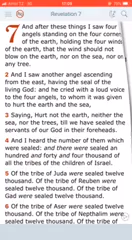 Revelation 7
7 And after these things I saw four
angels standing on the four corners
of the earth, holding the four winds
of the earth, that the wind should not
blow on the earth, nor on the sea, nor on
any tree.
2 And I saw another angel ascending
from the east, having the seal of the
living God: and he cried with a loud voice
to the four angels, to whom it was given
to hurt the earth and the sea,
3 Saying, Hurt not the earth, neither the
sea, nor the trees, till we have sealed the
servants of our God in their foreheads.
4 And I heard the number of them which
were sealed: and there were sealed an
hundred and forty and four thousand of
all the tribes of the children of Israel.
5 Of the tribe of Juda were sealed twelve
thousand. Of the tribe of Reuben were
sealed twelve thousand. Of the tribe of
Gad were sealed twelve thousand.
6 Of the tribe of Aser were sealed twelve
thousand. Of the tribe of Nepthalim were
sealed twelve thousand. Of the tribe of